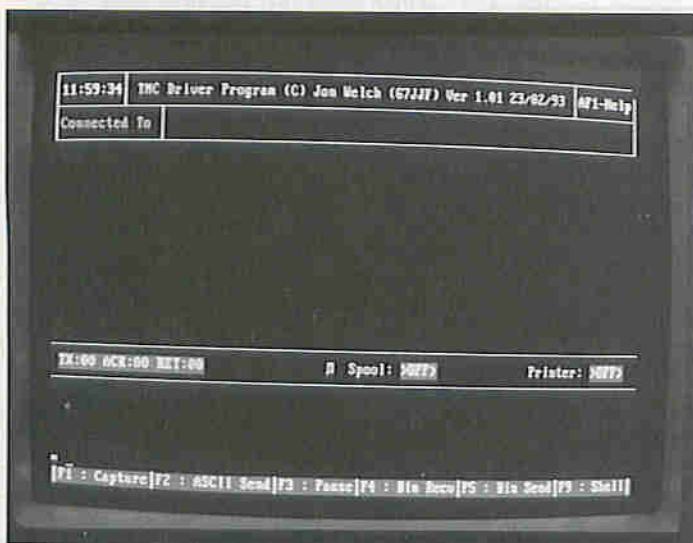 11:59:34 TNC Driver Program (C) Jon Welch (G7JJF) Ver 1.01 23/02/93 AF1-Help
Connected To
TX:00 ACK:00 RET:00 Spool: >OFF> Printer: >OFF>
F1 : Capture|F2 : ASCII Send|F3 : Pause|F4 : Bin Recv|F5 : Bin Send|F9 : Shell